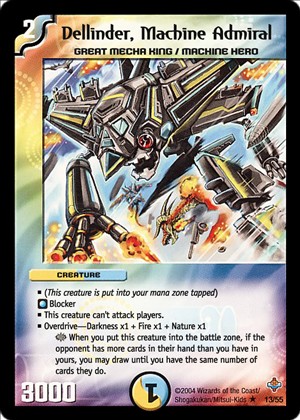 2
Dellinder, Machine Admiral
GREAT MECHA KING / MACHINE HERO
CREATURE
(This creature is put into your mana zone tapped)
Blocker
This creature can't attack players.
Overdrive—Darkness x1 + Fire x1 + Nature x1
When you put this creature into the battle zone, if the
opponent has more cards in their hand than you have in
yours, you may draw until you have the same number of
cards they do.
3000
1
©2004 Wizards of the Coast/
Shogakukan/Mitsui-Kids ★ 13/55